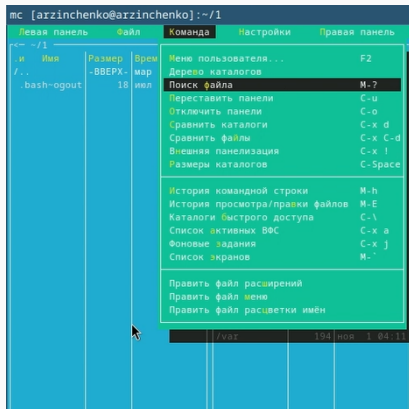 mc [arzinchenko@arzinchenko]:~/1
Левая панель Файл Команда Настройки Правая панель
<— ~/1
.и Имя Размер Врем
/.. -ВВЕРХ- мар
.bash~ogout 18 июл
Меню пользователя... F2
Дерево каталогов
Поиск файла M-?
Переставить панели C-u
Отключить панели C-o
Сравнить каталоги C-x d
Сравнить файлы C-x C-d
Внешняя панелизация C-x !
Размеры каталогов C-Space
История командной строки M-h
История просмотра/правки файлов M-E
Каталоги быстрого доступа C-\
Список активных ВФС C-x a
Фоновые задания C-x j
Список экранов M-`
Править файл расширений
Править файл меню
Править файл расцветки имён
/var 194 ноя 1 04:11